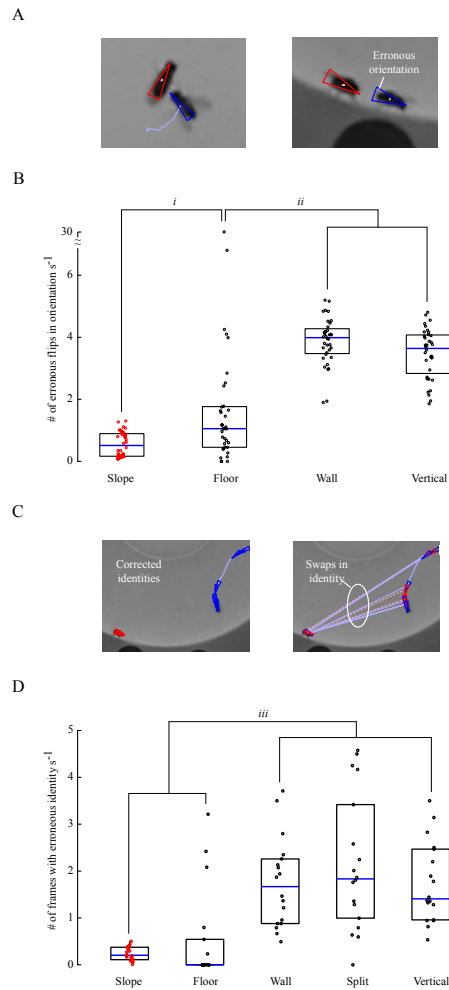 A
Erronous
orientation
B
i
ii
30
6
4
2
0
# of erronous flips in orientation s-1
Slope
Floor
Wall
Vertical
C
Corrected
identities
Swaps in
identity
D
iii
5
4
3
2
1
0
# of frames with erroneous identity s-1
Slope
Floor
Wall
Split
Vertical